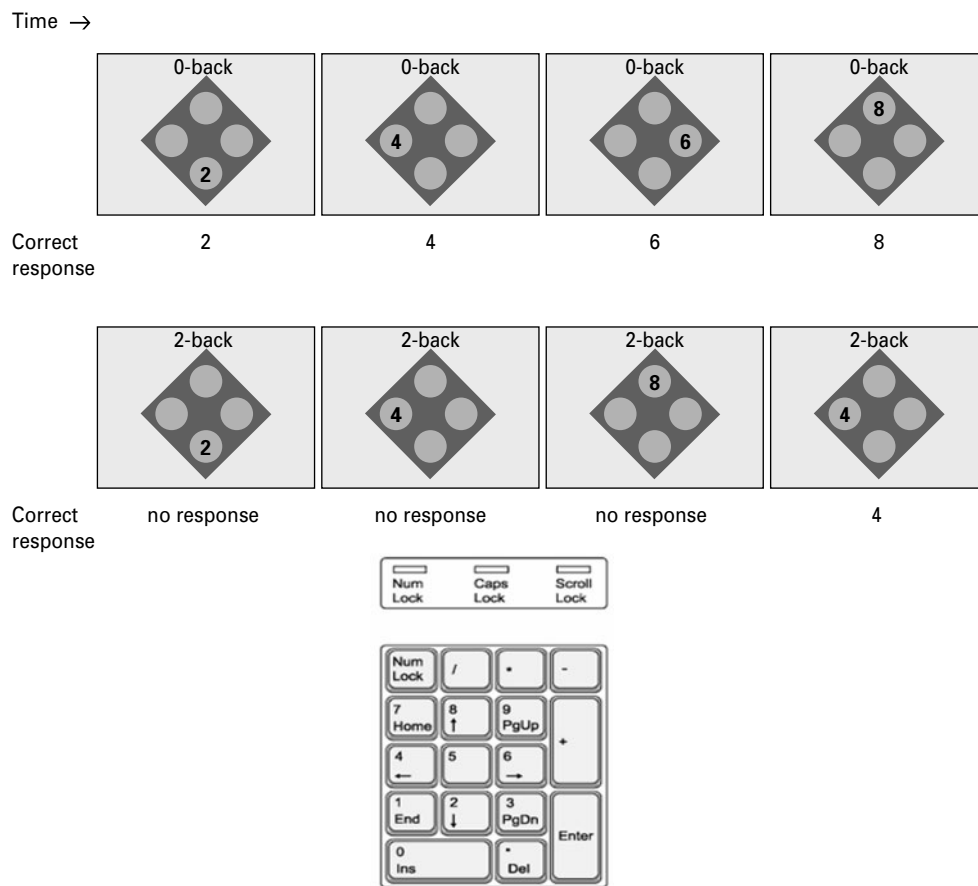 Time →
0-back 0-back 0-back 0-back
8
4 6
2
Correct response 2 4 6 8
2-back 2-back 2-back 2-back
8
4 4
2
Correct response no response no response no response 4
Num Lock Caps Lock Scroll Lock
Num Lock / * -
7 Home 8 ↑ 9 PgUp +
4 ← 5 6 →
1 End 2 ↓ 3 PgDn Enter
0 Ins . Del